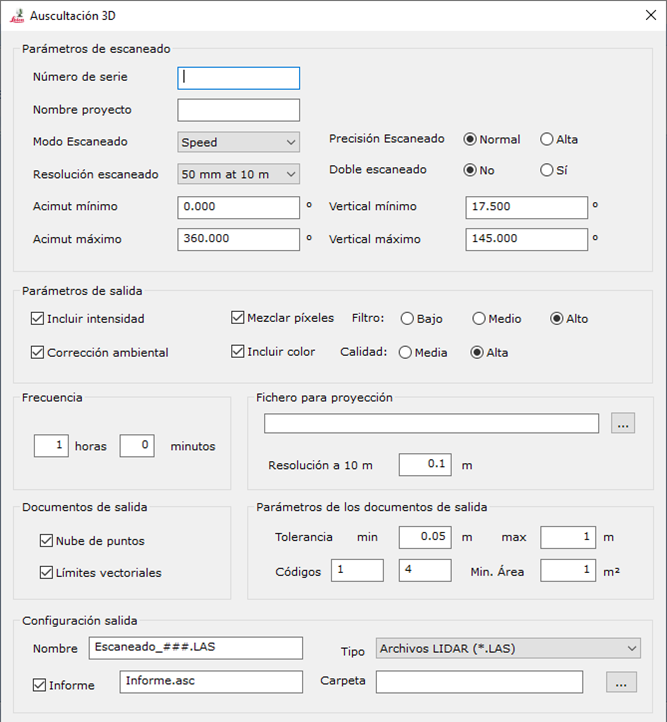 Auscultación 3D
Parámetros de escaneado
Número de serie
Nombre proyecto
Modo Escaneado Speed Precisión Escaneado Normal Alta
Resolución escaneado 50 mm at 10 m Doble escaneado No Sí
Acimut mínimo 0.000 º Vertical mínimo 17.500 º
Acimut máximo 360.000 º Vertical máximo 145.000 º
Parámetros de salida
Incluir intensidad Mezclar píxeles Filtro: Bajo Medio Alto
Corrección ambiental Incluir color Calidad: Media Alta
Frecuencia
1 horas 0 minutos
Fichero para proyección
...
Resolución a 10 m 0.1 m
Documentos de salida
Nube de puntos
Límites vectoriales
Parámetros de los documentos de salida
Tolerancia min 0.05 m max 1 m
Códigos 1 4 Min. Área 1 m²
Configuración salida
Nombre Escaneado_###.LAS Tipo Archivos LIDAR (*.LAS)
Informe Informe.asc Carpeta ...